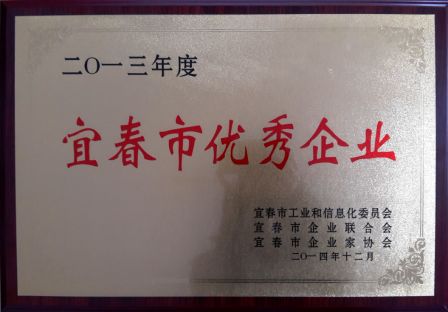 二〇一三年度
宜春市优秀企业
宜春市工业和信息化委员会
宜春市企业联合会
宜春市企业家协会
二〇一四年十二月